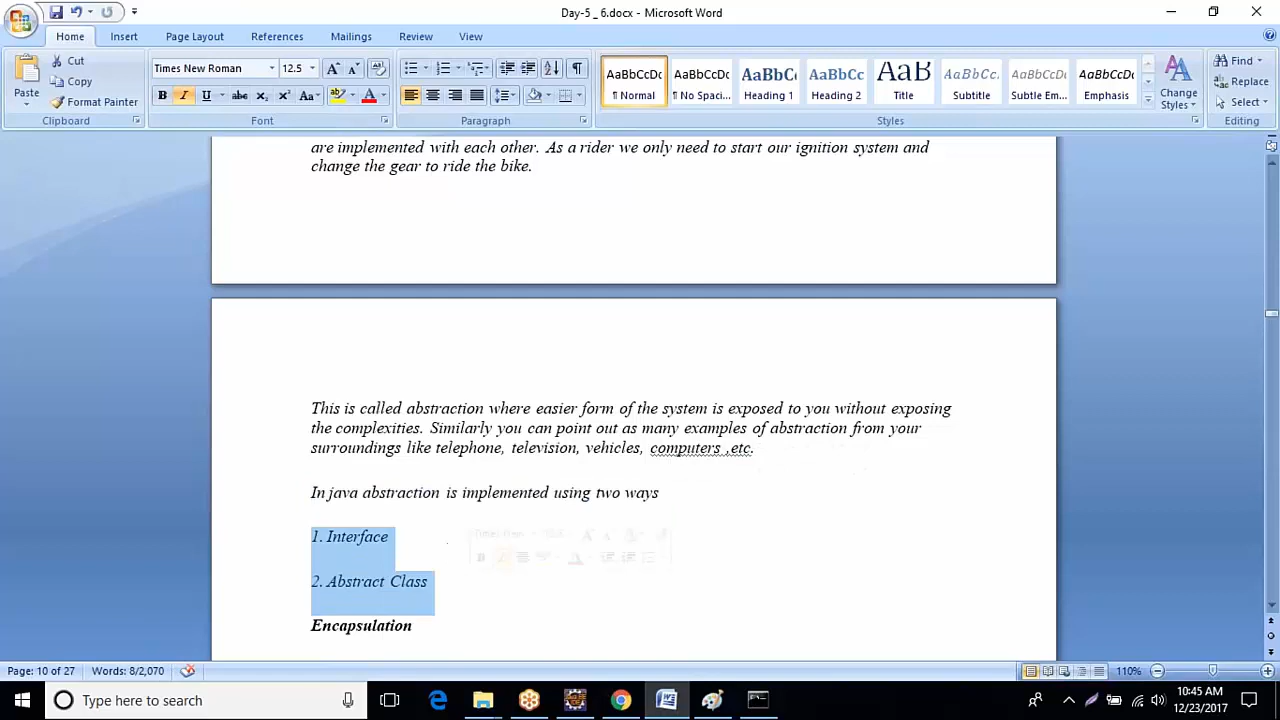 Day-5 _ 6.docx - Microsoft Word
Home Insert Page Layout References Mailings Review View
Paste
Cut
Copy
Format Painter
Clipboard
Times New Roman 12.5
Font
Paragraph
AaBbCcDc AaBbCcDc AaBbC AaBbCc AaB AaBbCc. AaBbCcDc AaBbCcDc
¶ Normal ¶ No Spaci... Heading 1 Heading 2 Title Subtitle Subtle Em... Emphasis
Change
Styles
Styles
Find
Replace
Select
Editing
are implemented with each other. As a rider we only need to start our ignition system and
change the gear to ride the bike.
This is called abstraction where easier form of the system is exposed to you without exposing
the complexities. Similarly you can point out as many examples of abstraction from your
surroundings like telephone, television, vehicles, computers ,etc.
In java abstraction is implemented using two ways
1. Interface
2. Abstract Class
Encapsulation
Page: 10 of 27 Words: 8/2,070 110%
Type here to search
10:45 AM
12/23/2017